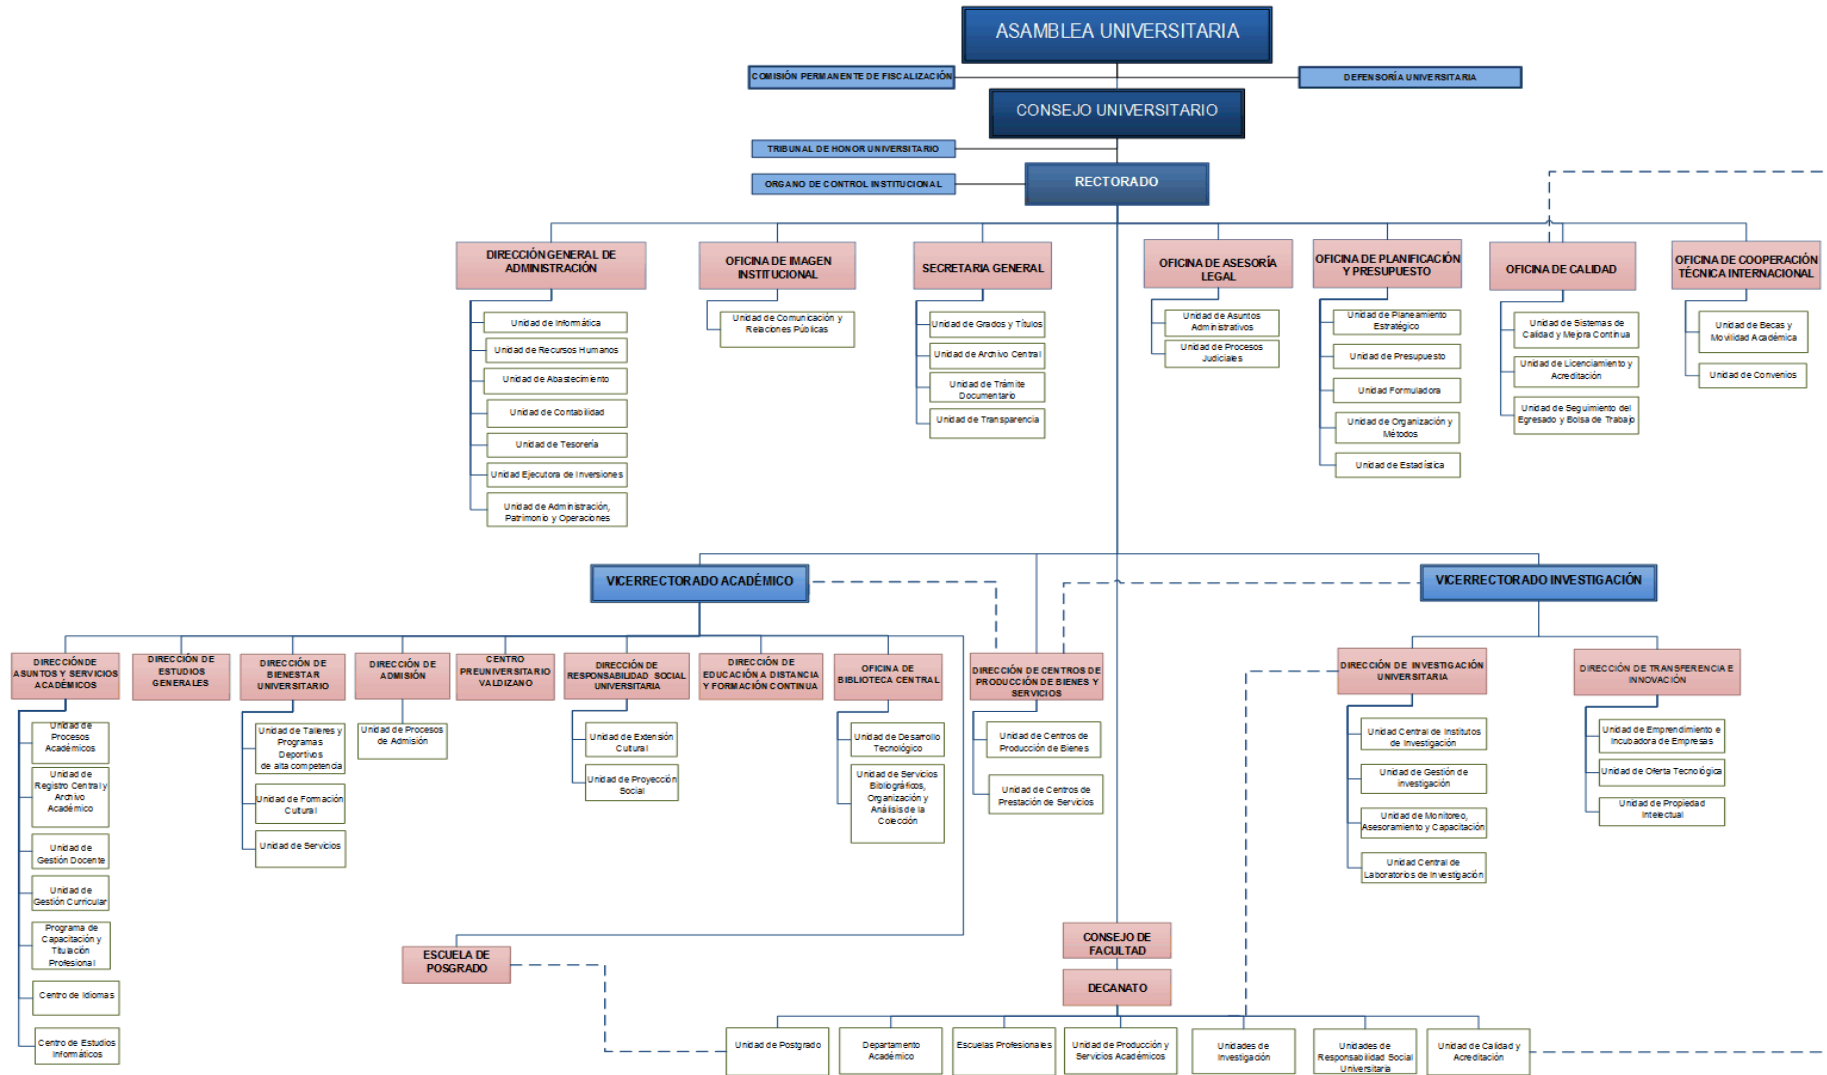 ASAMBLEA UNIVERSITARIA
COMISIÓN PERMANENTE DE FISCALIZACIÓN
DEFENSORÍA UNIVERSITARIA
CONSEJO UNIVERSITARIO
TRIBUNAL DE HONOR UNIVERSITARIO
ORGANO DE CONTROL INSTITUCIONAL
RECTORADO
DIRECCIÓN GENERAL DE
ADMINISTRACIÓN
Unidad de Informática
Unidad de Recursos Humanos
Unidad de Abastecimiento
Unidad de Contabilidad
Unidad de Tesorería
Unidad Ejecutora de Inversiones
Unidad de Administración,
Patrimonio y Operaciones
OFICINA DE IMAGEN
INSTITUCIONAL
Unidad de Comunicación y
Relaciones Públicas
SECRETARIA GENERAL
Unidad de Grados y Títulos
Unidad de Archivo Central
Unidad de Trámite
Documentario
Unidad de Transparencia
OFICINA DE ASESORÍA
LEGAL
Unidad de Asuntos
Administrativos
Unidad de Procesos
Judiciales
OFICINA DE PLANIFICACIÓN
Y PRESUPUESTO
Unidad de Planeamiento
Estratégico
Unidad de Presupuesto
Unidad Formuladora
Unidad de Organización y
Métodos
Unidad de Estadística
OFICINA DE CALIDAD
Unidad de Sistemas de
Calidad y Mejora Continua
Unidad de Licenciamiento y
Acreditación
Unidad de Seguimiento del
Egresado y Bolsa de Trabajo
OFICINA DE COOPERACIÓN
TÉCNICA INTERNACIONAL
Unidad de Becas y
Movilidad Académica
Unidad de Convenios
VICERRECTORADO ACADÉMICO
VICERRECTORADO INVESTIGACIÓN
DIRECCIÓN DE
ASUNTOS Y SERVICIOS
ACADÉMICOS
Unidad de
Procesos
Académicos
Unidad de
Registro Central y
Archivo
Académico
Unidad de
Gestión Docente
Unidad de
Gestión Curricular
Programa de
Capacitación y
Titulación
Profesional
Centro de Idiomas
Centro de Estudios
Informáticos
DIRECCIÓN DE
ESTUDIOS
GENERALES
DIRECCIÓN DE
BIENESTAR
UNIVERSITARIO
Unidad de Talleres y
Programas
Deportivos
de alta competencia
Unidad de Formación
Cultural
Unidad de Servicios
DIRECCIÓN DE
ADMISIÓN
Unidad de Procesos
de Admisión
CENTRO
PREUNIVERSITARIO
VALDIZANO
DIRECCIÓN DE
RESPONSABILIDAD SOCIAL
UNIVERSITARIA
Unidad de Extensión
Cultural
Unidad de Proyección
Social
DIRECCIÓN DE
EDUCACIÓN A DISTANCIA
Y FORMACIÓN CONTINUA
OFICINA DE
BIBLIOTECA CENTRAL
Unidad de Desarrollo
Tecnológico
Unidad de Servicios
Bibliográficos,
Organización y
Análisis de la
Colección
DIRECCIÓN DE CENTROS DE
PRODUCCIÓN DE BIENES Y
SERVICIOS
Unidad de Centros de
Producción de Bienes
Unidad de Centros de
Prestación de Servicios
DIRECCIÓN DE INVESTIGACIÓN
UNIVERSITARIA
Unidad Central de Institutos
de Investigación
Unidad de Gestión de
investigación
Unidad de Monitoreo,
Asesoramiento y Capacitación
Unidad Central de
Laboratorios de Investigación
DIRECCIÓN DE TRANSFERENCIA E
INNOVACIÓN
Unidad de Emprendimiento e
Incubadora de Empresas
Unidad de Oferta Tecnológica
Unidad de Propiedad
Intelectual
ESCUELA DE
POSGRADO
CONSEJO DE
FACULTAD
DECANATO
Unidad de Postgrado
Departamento
Académico
Escuelas Profesionales
Unidad de Producción y
Servicios Académicos
Unidades de
Investigación
Unidades de
Responsabilidad Social
Universitaria
Unidad de Calidad y
Acreditación